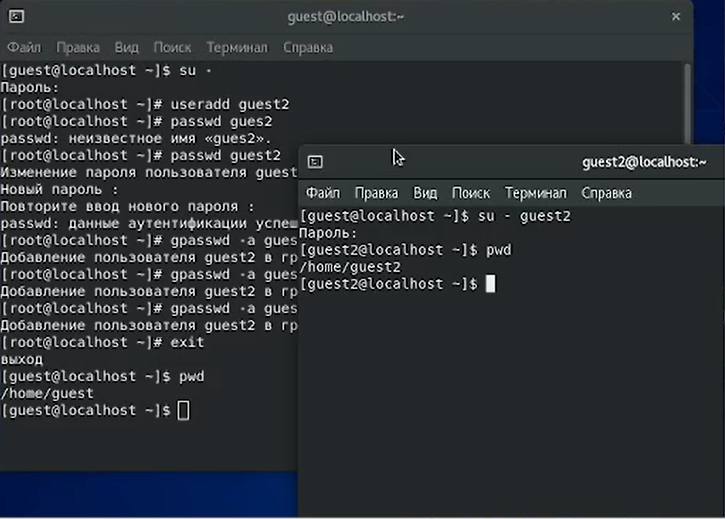 guest@localhost:~
Файл Правка Вид Поиск Терминал Справка
[guest@localhost ~]$ su -
Пароль:
[root@localhost ~]# useradd guest2
[root@localhost ~]# passwd gues2
passwd: неизвестное имя «gues2».
[root@localhost ~]# passwd guest2
Изменение пароля пользователя guest
Новый пароль :
Повторите ввод нового пароля :
passwd: данные аутентификации успеш
[root@localhost ~]# gpasswd -a gues
Добавление пользователя guest2 в гр
[root@localhost ~]# gpasswd -a gues
Добавление пользователя guest2 в гр
[root@localhost ~]# gpasswd -a gues
Добавление пользователя guest2 в гр
[root@localhost ~]# exit
выход
[guest@localhost ~]$ pwd
/home/guest
[guest@localhost ~]$
guest2@localhost:~
Файл Правка Вид Поиск Терминал Справка
[guest@localhost ~]$ su - guest2
Пароль:
[guest2@localhost ~]$ pwd
/home/guest2
[guest2@localhost ~]$